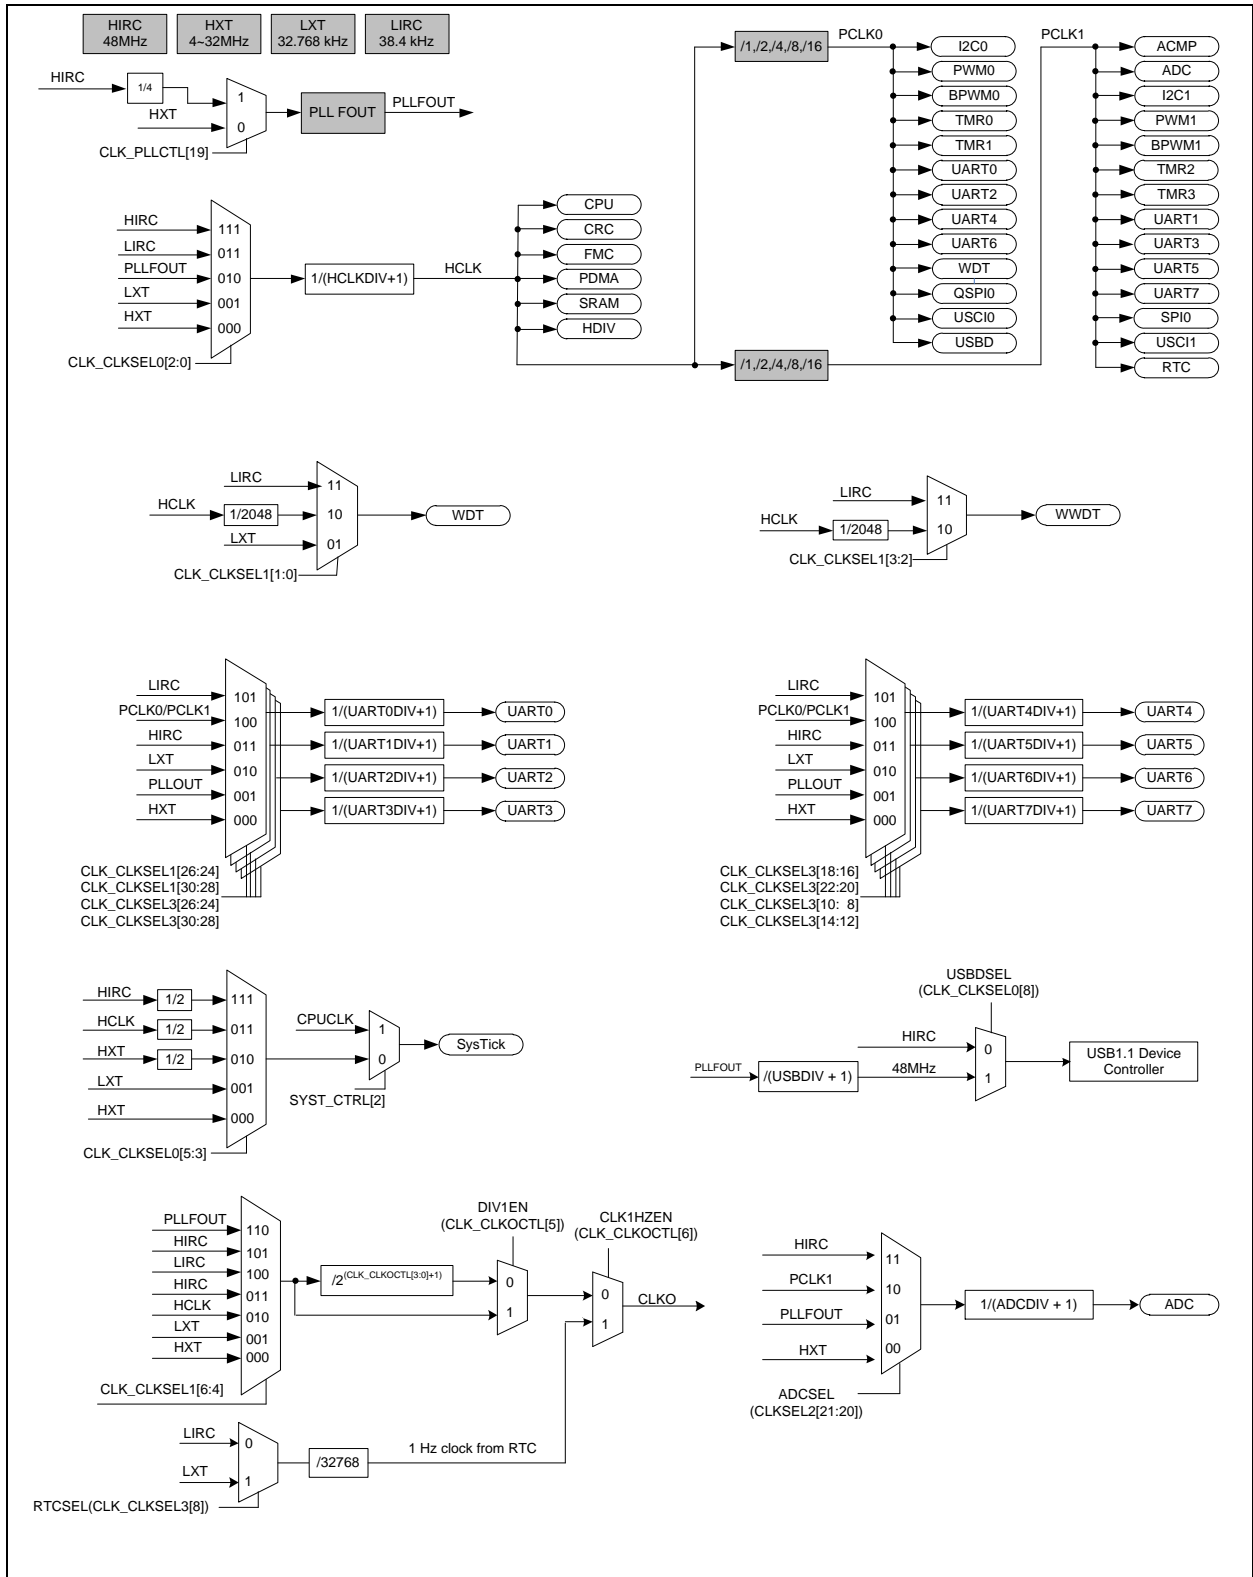 HIRC
48MHz
HXT
4~32MHz
LXT
32.768 kHz
LIRC
38.4 kHz
HIRC
1/4
HXT
1
0
PLL FOUT
PLLFOUT
CLK_PLLCTL[19]
HIRC
LIRC
PLLFOUT
LXT
HXT
111
011
010
001
000
CLK_CLKSEL0[2:0]
1/(HCLKDIV+1)
HCLK
CPU
CRC
FMC
PDMA
SRAM
HDIV
/1,/2,/4,/8,/16
PCLK0
I2C0
PWM0
BPWM0
TMR0
TMR1
UART0
UART2
UART4
UART6
WDT
QSPI0
USCI0
USBD
/1,/2,/4,/8,/16
PCLK1
ACMP
ADC
I2C1
PWM1
BPWM1
TMR2
TMR3
UART1
UART3
UART5
UART7
SPI0
USCI1
RTC
LIRC
HCLK
1/2048
LXT
11
10
01
WDT
CLK_CLKSEL1[1:0]
LIRC
HCLK
1/2048
11
10
WWDT
CLK_CLKSEL1[3:2]
LIRC
PCLK0/PCLK1
HIRC
LXT
PLLOUT
HXT
101
100
011
010
001
000
1/(UART0DIV+1)
UART0
1/(UART1DIV+1)
UART1
1/(UART2DIV+1)
UART2
1/(UART3DIV+1)
UART3
CLK_CLKSEL1[26:24]
CLK_CLKSEL1[30:28]
CLK_CLKSEL3[26:24]
CLK_CLKSEL3[30:28]
LIRC
PCLK0/PCLK1
HIRC
LXT
PLLOUT
HXT
101
100
011
010
001
000
1/(UART4DIV+1)
UART4
1/(UART5DIV+1)
UART5
1/(UART6DIV+1)
UART6
1/(UART7DIV+1)
UART7
CLK_CLKSEL3[18:16]
CLK_CLKSEL3[22:20]
CLK_CLKSEL3[10: 8]
CLK_CLKSEL3[14:12]
HIRC
1/2
HCLK
1/2
HXT
1/2
LXT
HXT
111
011
010
001
000
CLK_CLKSEL0[5:3]
CPUCLK
1
0
SysTick
SYST_CTRL[2]
USBDSEL
(CLK_CLKSEL0[8])
HIRC
PLLFOUT
/(USBDIV + 1)
48MHz
0
1
USB1.1 Device
Controller
PLLFOUT
HIRC
LIRC
HIRC
HCLK
LXT
HXT
110
101
100
011
010
001
000
CLK_CLKSEL1[6:4]
/2(CLK_CLKOCTL[3:0]+1)
DIV1EN
(CLK_CLKOCTL[5])
0
1
CLK1HZEN
(CLK_CLKOCTL[6])
0
1
CLKO
LIRC
LXT
0
1
/32768
1 Hz clock from RTC
RTCSEL(CLK_CLKSEL3[8])
HIRC
PCLK1
PLLFOUT
HXT
11
10
01
00
1/(ADCDIV + 1)
ADC
ADCSEL
(CLKSEL2[21:20])